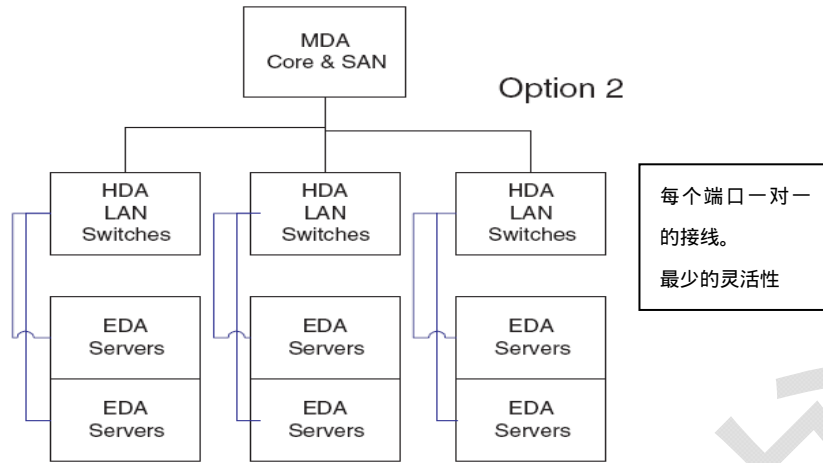 MDA
Core & SAN
Option 2
HDA
LAN
Switches
HDA
LAN
Switches
HDA
LAN
Switches
每个端口一对一
的接线。
最少的灵活性
EDA
Servers
EDA
Servers
EDA
Servers
EDA
Servers
EDA
Servers
EDA
Servers